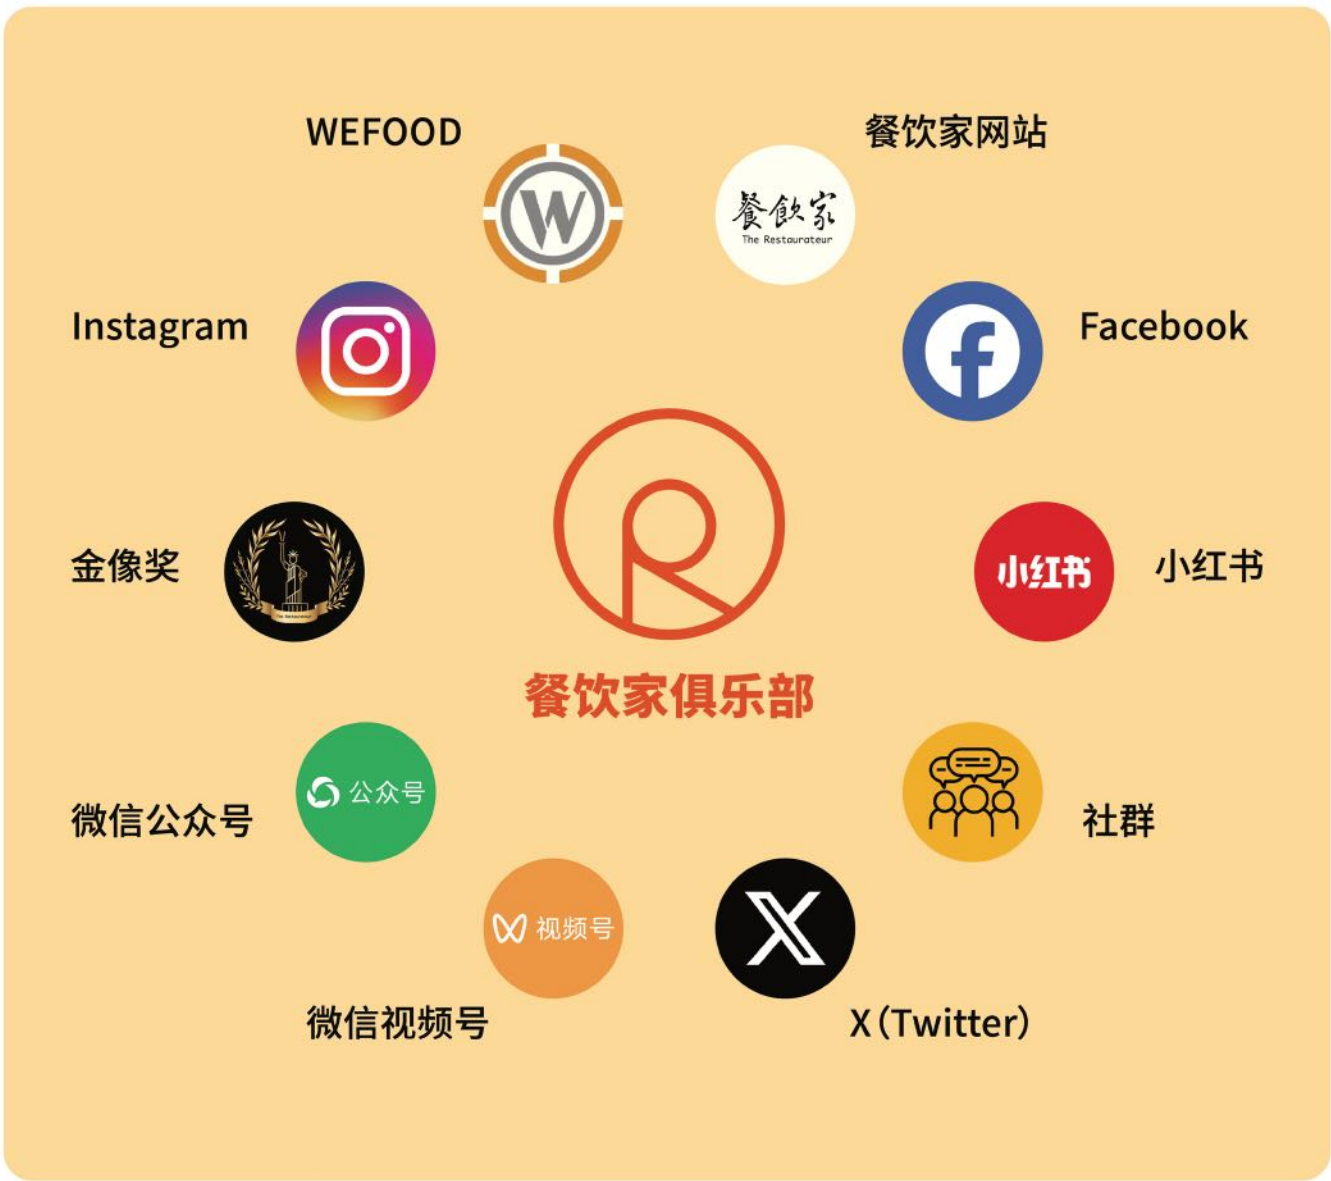 WEFOOD
餐饮家网站
W
餐飲家
The Restaurateur
Instagram
Facebook
金像奖
The Restaurateur
小红书
小红书
餐饮家俱乐部
公众号
微信公众号
社群
视频号
微信视频号
X（Twitter）